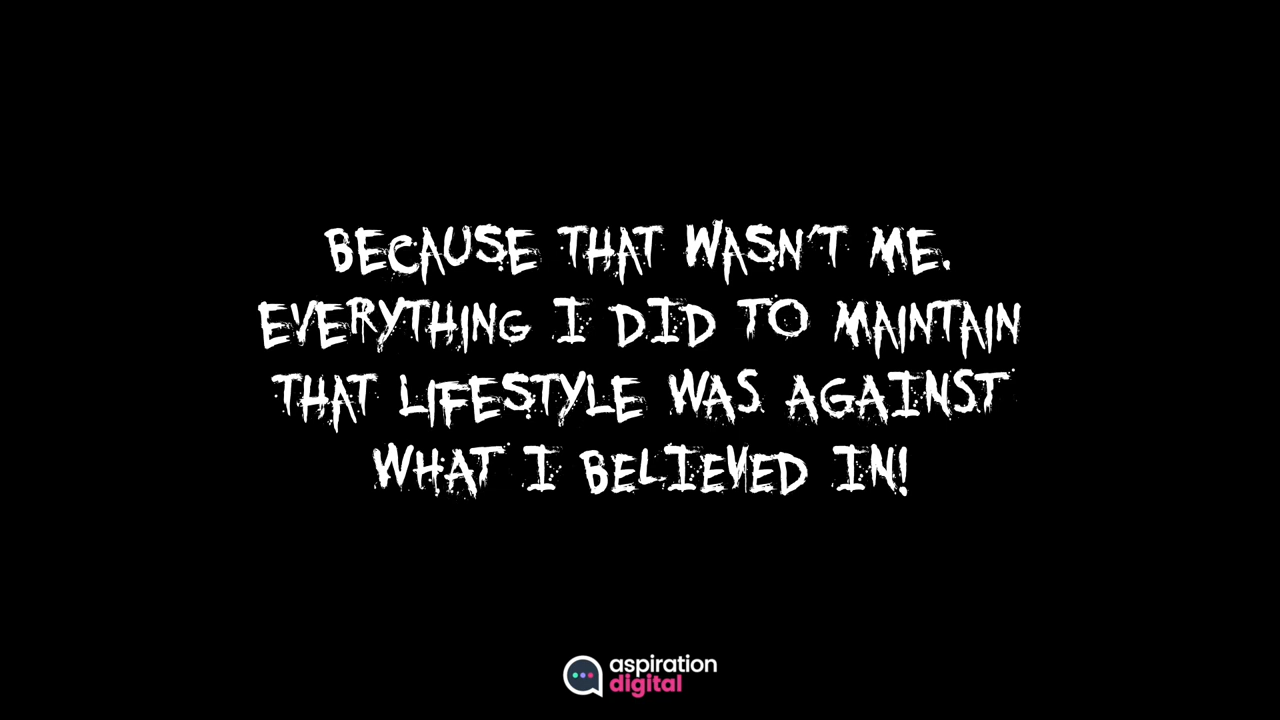 BECAUSE THAT WASN'T ME.
EVERYTHING I DID TO MAINTAIN
THAT LIFESTYLE WAS AGAINST
WHAT I BELIEVED IN!
aspiration
digital